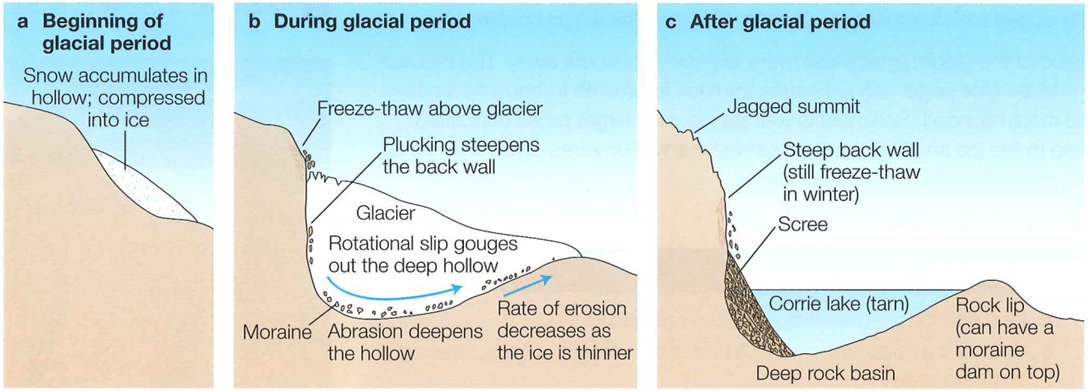 a Beginning of
glacial period
Snow accumulates in
hollow; compressed
into ice
b During glacial period
Freeze-thaw above glacier
Plucking steepens
the back wall
Glacier
Rotational slip gouges
out the deep hollow
Moraine
Abrasion deepens
the hollow
Rate of erosion
decreases as
the ice is thinner
c After glacial period
Jagged summit
Steep back wall
(still freeze-thaw
in winter)
Scree
Corrie lake (tarn)
Rock lip
(can have a
moraine
dam on top)
Deep rock basin